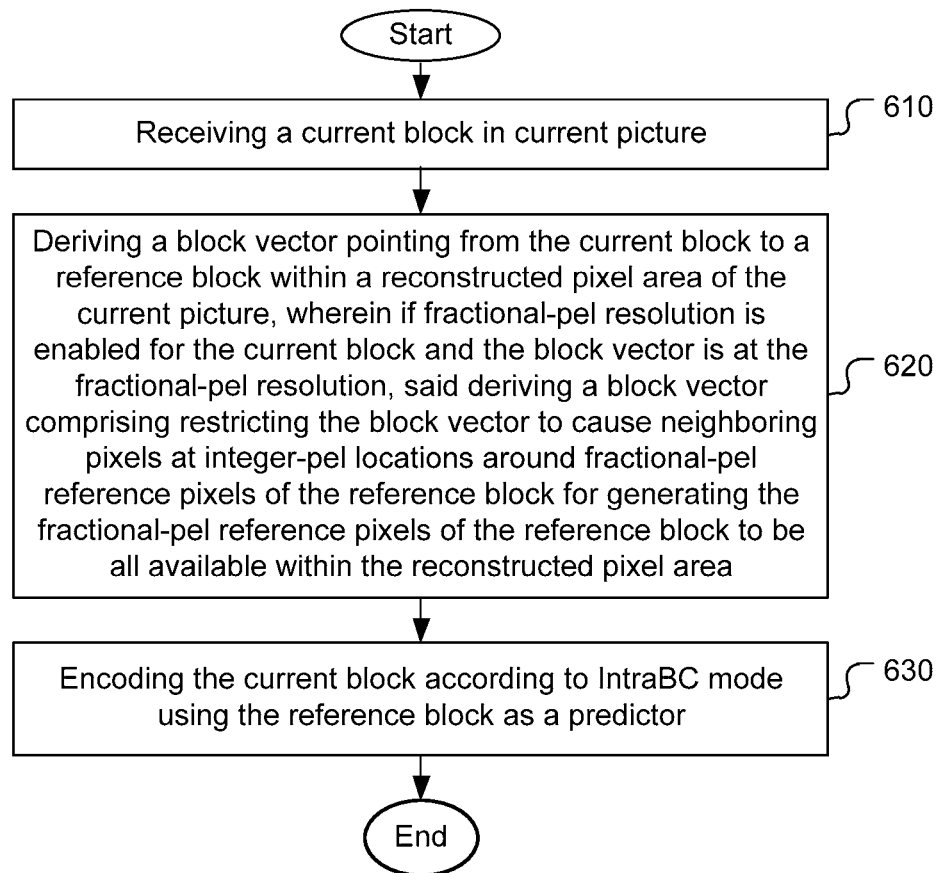 Start
Receiving a current block in current picture
610
Deriving a block vector pointing from the current block to a
reference block within a reconstructed pixel area of the
current picture, wherein if fractional-pel resolution is
enabled for the current block and the block vector is at the
fractional-pel resolution, said deriving a block vector
comprising restricting the block vector to cause neighboring
pixels at integer-pel locations around fractional-pel
reference pixels of the reference block for generating the
fractional-pel reference pixels of the reference block to be
all available within the reconstructed pixel area
620
Encoding the current block according to IntraBC mode
using the reference block as a predictor
630
End